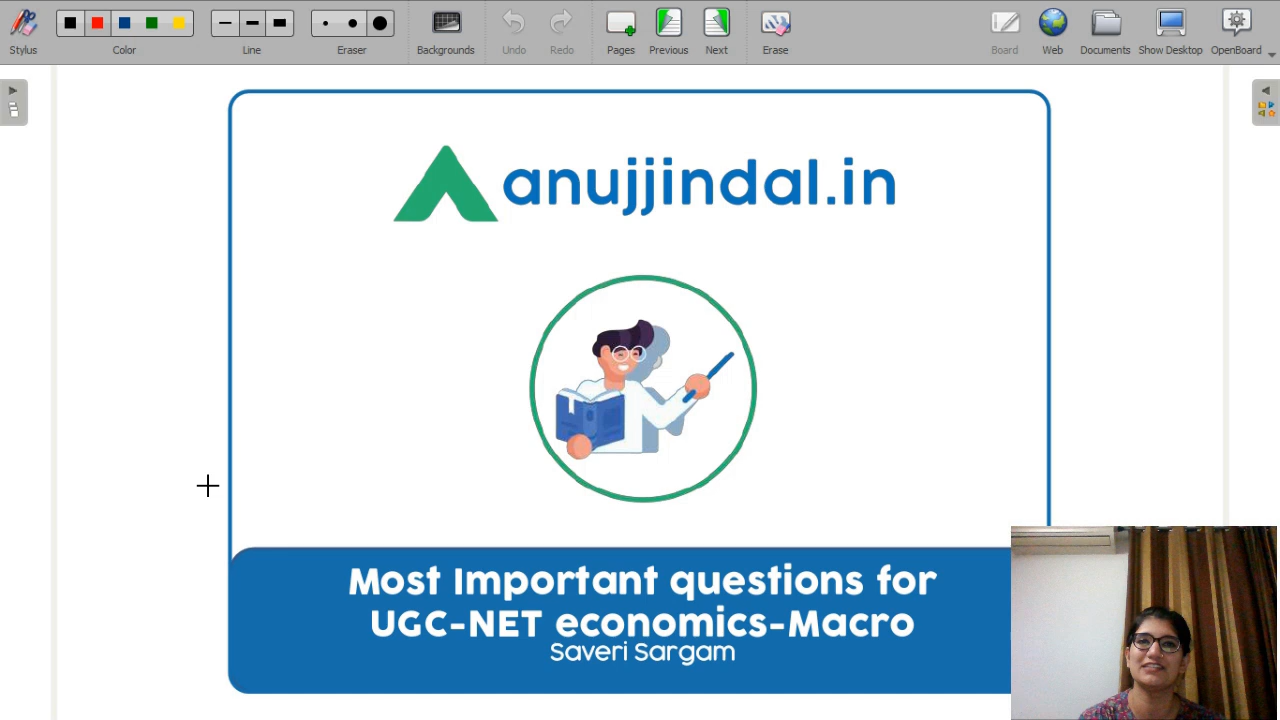 Stylus
Color
Line
Eraser
Backgrounds
Undo
Redo
Pages
Previous
Next
Erase
Board
Web
Documents
Show Desktop
OpenBoard
anujjindal.in
Most Important questions for
UGC-NET economics-Macro
Saveri Sargam